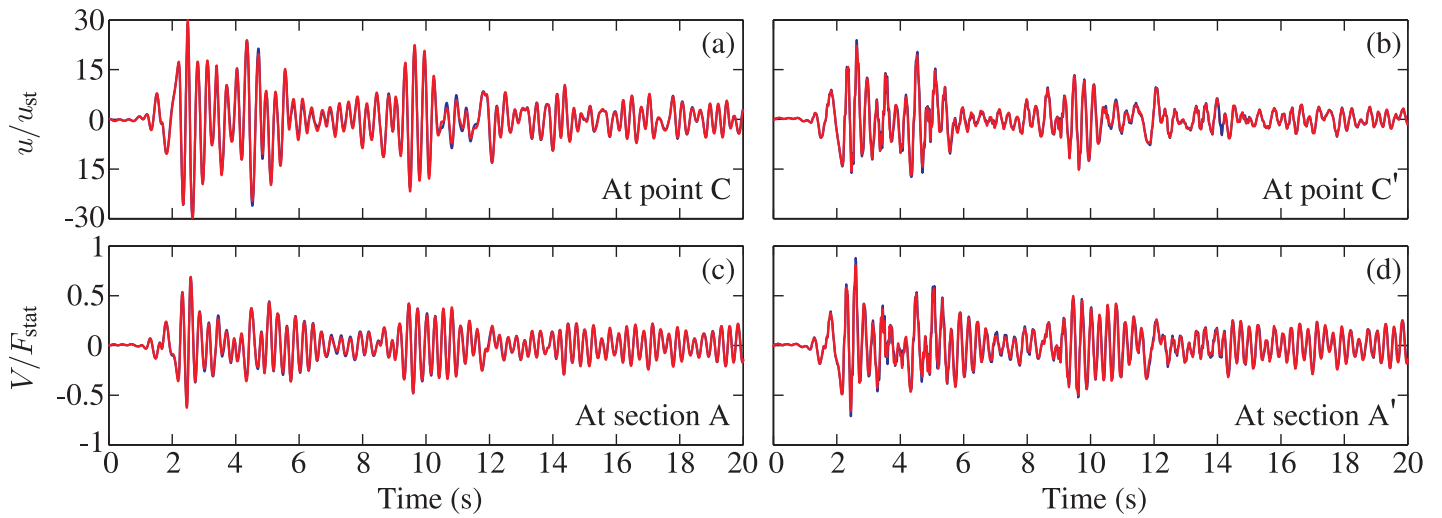 30
15
0
15
-30
u/u_st
(a)
At point C
(b)
At point C'
1
0.5
0
-0.5
-1
V/F_stat
(c)
At section A
(d)
At section A'
0 2 4 6 8 10 12 14 16 18 20
0 2 4 6 8 10 12 14 16 18 20
Time (s)
Time (s)